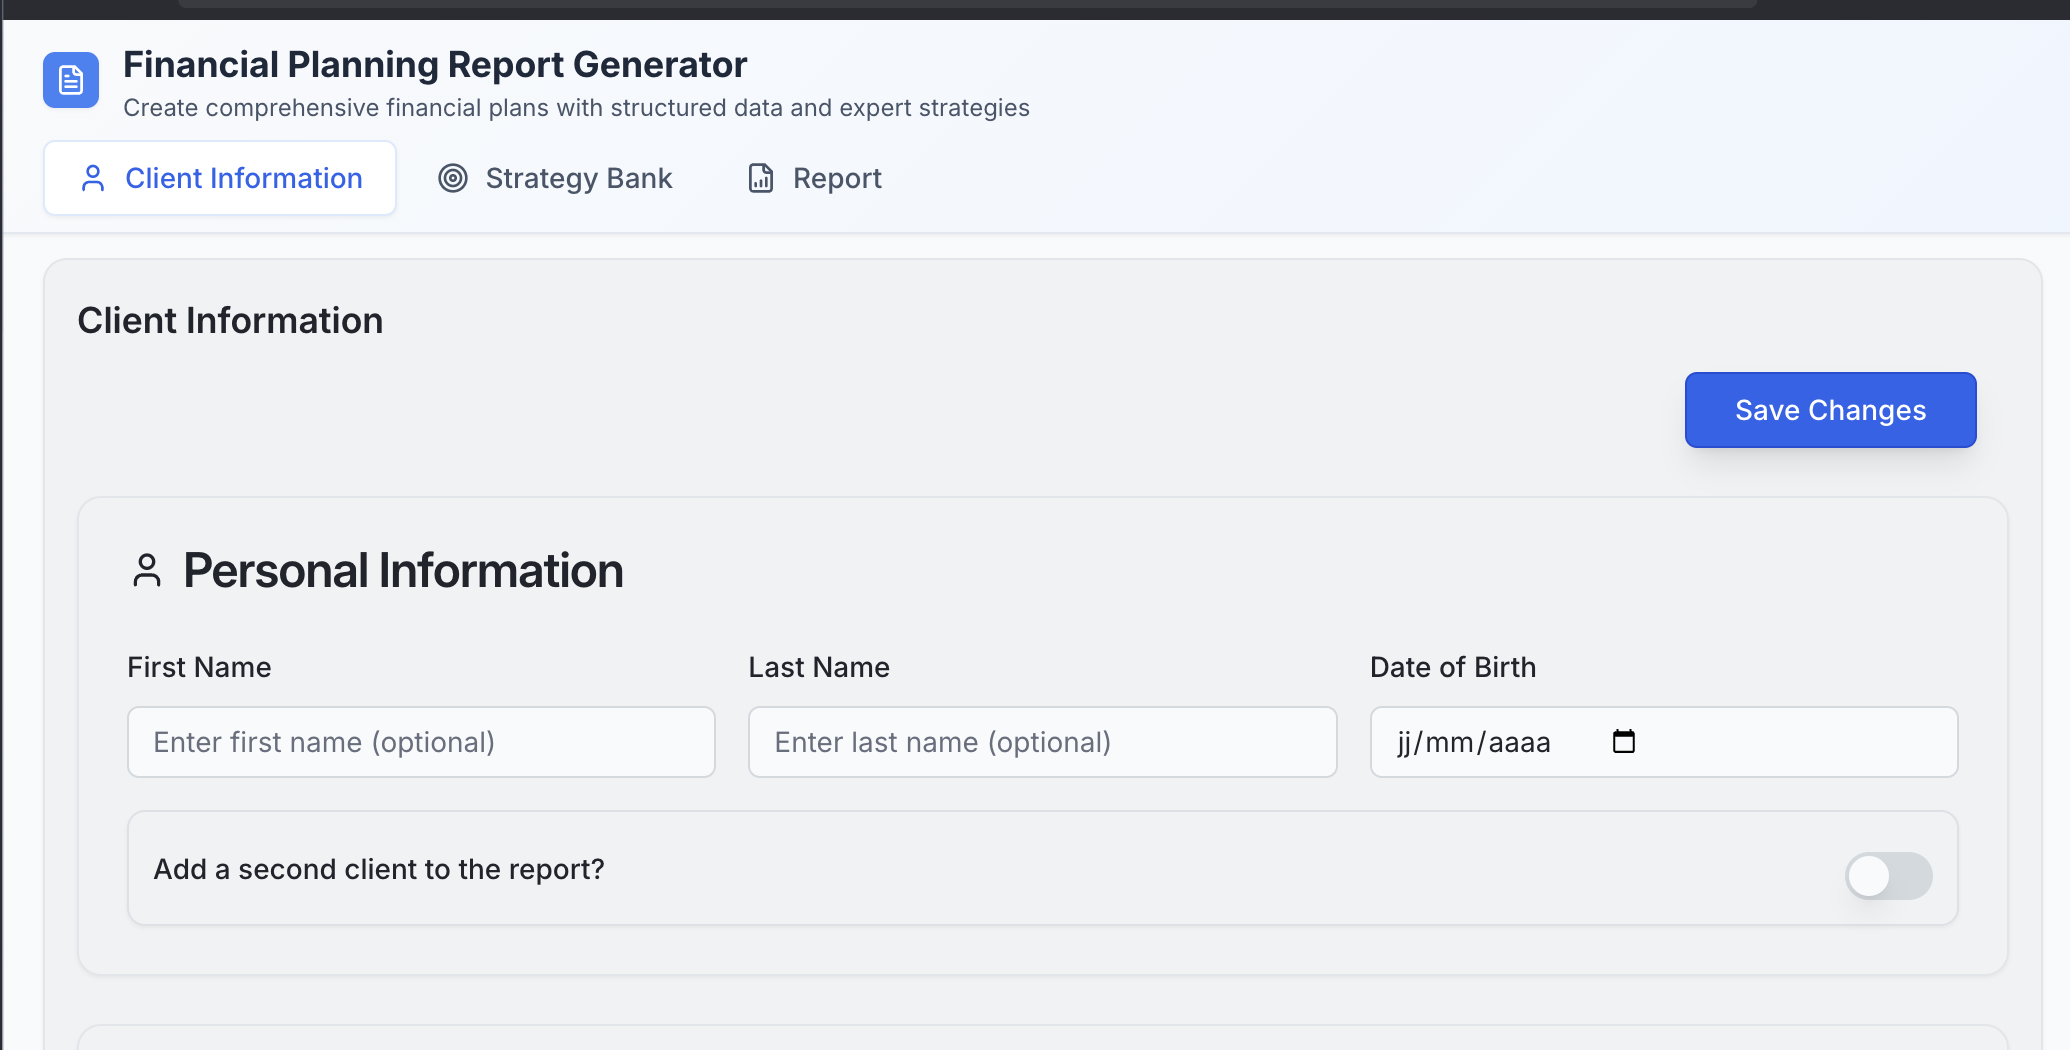 Financial Planning Report Generator
Create comprehensive financial plans with structured data and expert strategies
Client Information
Strategy Bank
Report
Client Information
Save Changes
Personal Information
First Name
Last Name
Date of Birth
Enter first name (optional)
Enter last name (optional)
jj/mm/aaaa
Add a second client to the report?